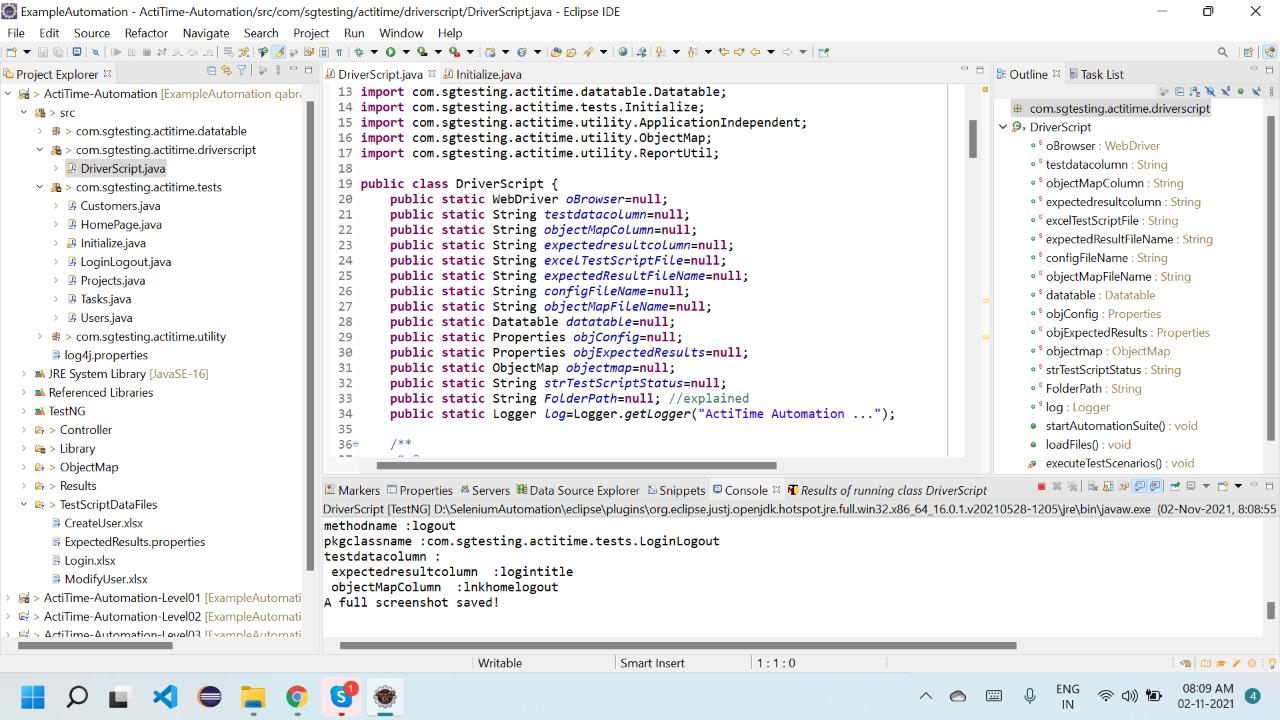 ExampleAutomation - ActiTime-Automation/src/com/sgtesting/actitime/driverscript/DriverScript.java - Eclipse IDE
File Edit Source Refactor Navigate Search Project Run Window Help
Project Explorer
ActiTime-Automation [ExampleAutomation qabra
src
com.sgtesting.actitime.datatable
com.sgtesting.actitime.driverscript
DriverScript.java
com.sgtesting.actitime.tests
Customers.java
HomePage.java
Initialize.java
LoginLogout.java
Projects.java
Tasks.java
Users.java
com.sgtesting.actitime.utility
log4j.properties
JRE System Library [JavaSE-16]
Referenced Libraries
TestNG
Controller
Library
ObjectMap
Results
TestScriptDataFiles
CreateUser.xlsx
ExpectedResults.properties
Login.xlsx
ModifyUser.xlsx
ActiTime-Automation-Level01 [ExampleAutomati
ActiTime-Automation-Level02 [ExampleAutomati
ActiTime-Automation-Level03 [ExampleAutomati
DriverScript.java Initialize.java
13 import com.sgtesting.actitime.datatable.Datatable;
14 import com.sgtesting.actitime.tests.Initialize;
15 import com.sgtesting.actitime.utility.ApplicationIndependent;
16 import com.sgtesting.actitime.utility.ObjectMap;
17 import com.sgtesting.actitime.utility.ReportUtil;
18
19 public class DriverScript {
20 public static WebDriver oBrowser=null;
21 public static String testdatacolumn=null;
22 public static String objectMapColumn=null;
23 public static String expectedresultcolumn=null;
24 public static String excelTestScriptFile=null;
25 public static String expectedResultFileName=null;
26 public static String configFileName=null;
27 public static String objectMapFileName=null;
28 public static Datatable datatable=null;
29 public static Properties objConfig=null;
30 public static Properties objExpectedResults=null;
31 public static ObjectMap objectmap=null;
32 public static String strTestScriptStatus=null;
33 public static String FolderPath=null; //explained
34 public static Logger log=Logger.getLogger("ActiTime Automation ...");
35
36 /**
Outline Task List
com.sgtesting.actitime.driverscript
DriverScript
oBrowser : WebDriver
testdatacolumn : String
objectMapColumn : String
expectedresultcolumn : String
excelTestScriptFile : String
expectedResultFileName : String
configFileName : String
objectMapFileName : String
datatable : Datatable
objConfig : Properties
objExpectedResults : Properties
objectmap : ObjectMap
strTestScriptStatus : String
FolderPath : String
log : Logger
startAutomationSuite() : void
loadFiles() : void
executeTestScenarios() : void
Markers Properties Servers Data Source Explorer Snippets Console Results of running class DriverScript
DriverScript [TestNG] D:\SeleniumAutomation\eclipse\plugins\org.eclipse.justj.openjdk.hotspot.jre.full.win32.x86_64_16.0.1.v20210528-1205\jre\bin\javaw.exe (02-Nov-2021, 8:08:55
methodname :logout
pkgclassname :com.sgtesting.actitime.tests.LoginLogout
testdatacolumn :
expectedresultcolumn :logintitle
objectMapColumn :lnkhomelogout
A full screenshot saved!
Writable Smart Insert 1 : 1 : 0
1
ENG
IN
08:09 AM
02-11-2021
4